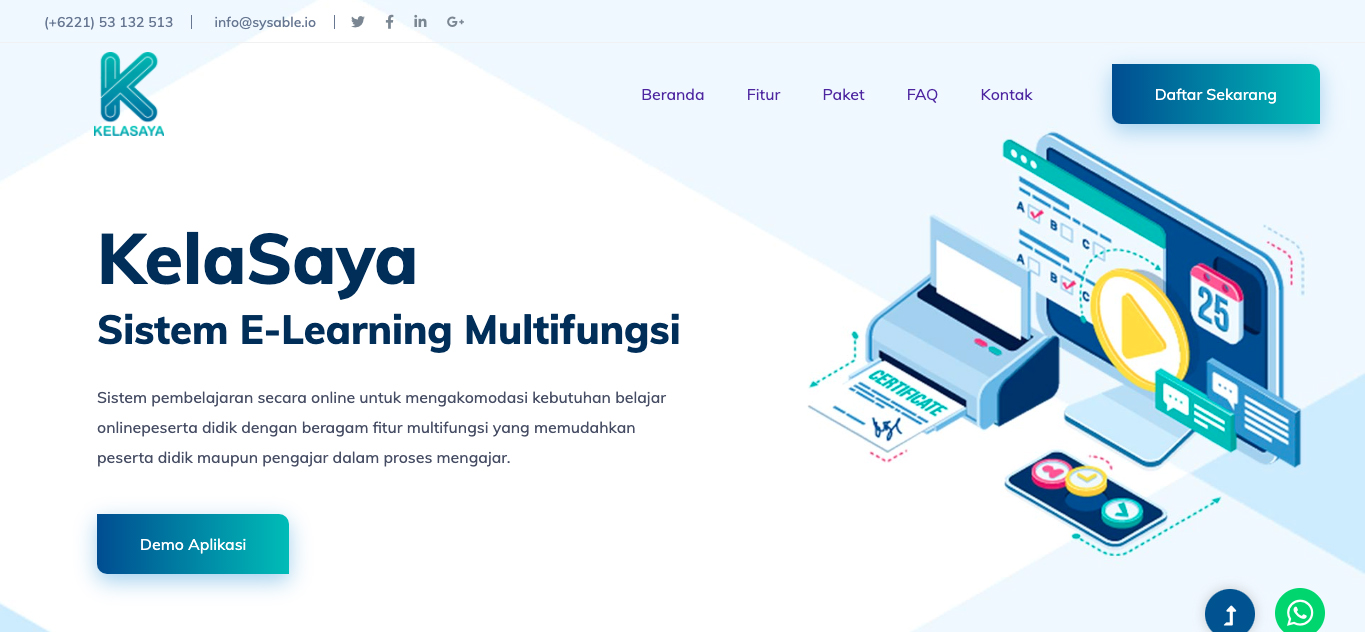 (+6221) 53 132 513
info@sysable.io
KELASAYA
Beranda
Fitur
Paket
FAQ
Kontak
Daftar Sekarang
KelaSaya
Sistem E-Learning Multifungsi
Sistem pembelajaran secara online untuk mengakomodasi kebutuhan belajar
onlinepeserta didik dengan beragam fitur multifungsi yang memudahkan
peserta didik maupun pengajar dalam proses mengajar.
Demo Aplikasi
A B C
A B C
25
CERTIFICATE